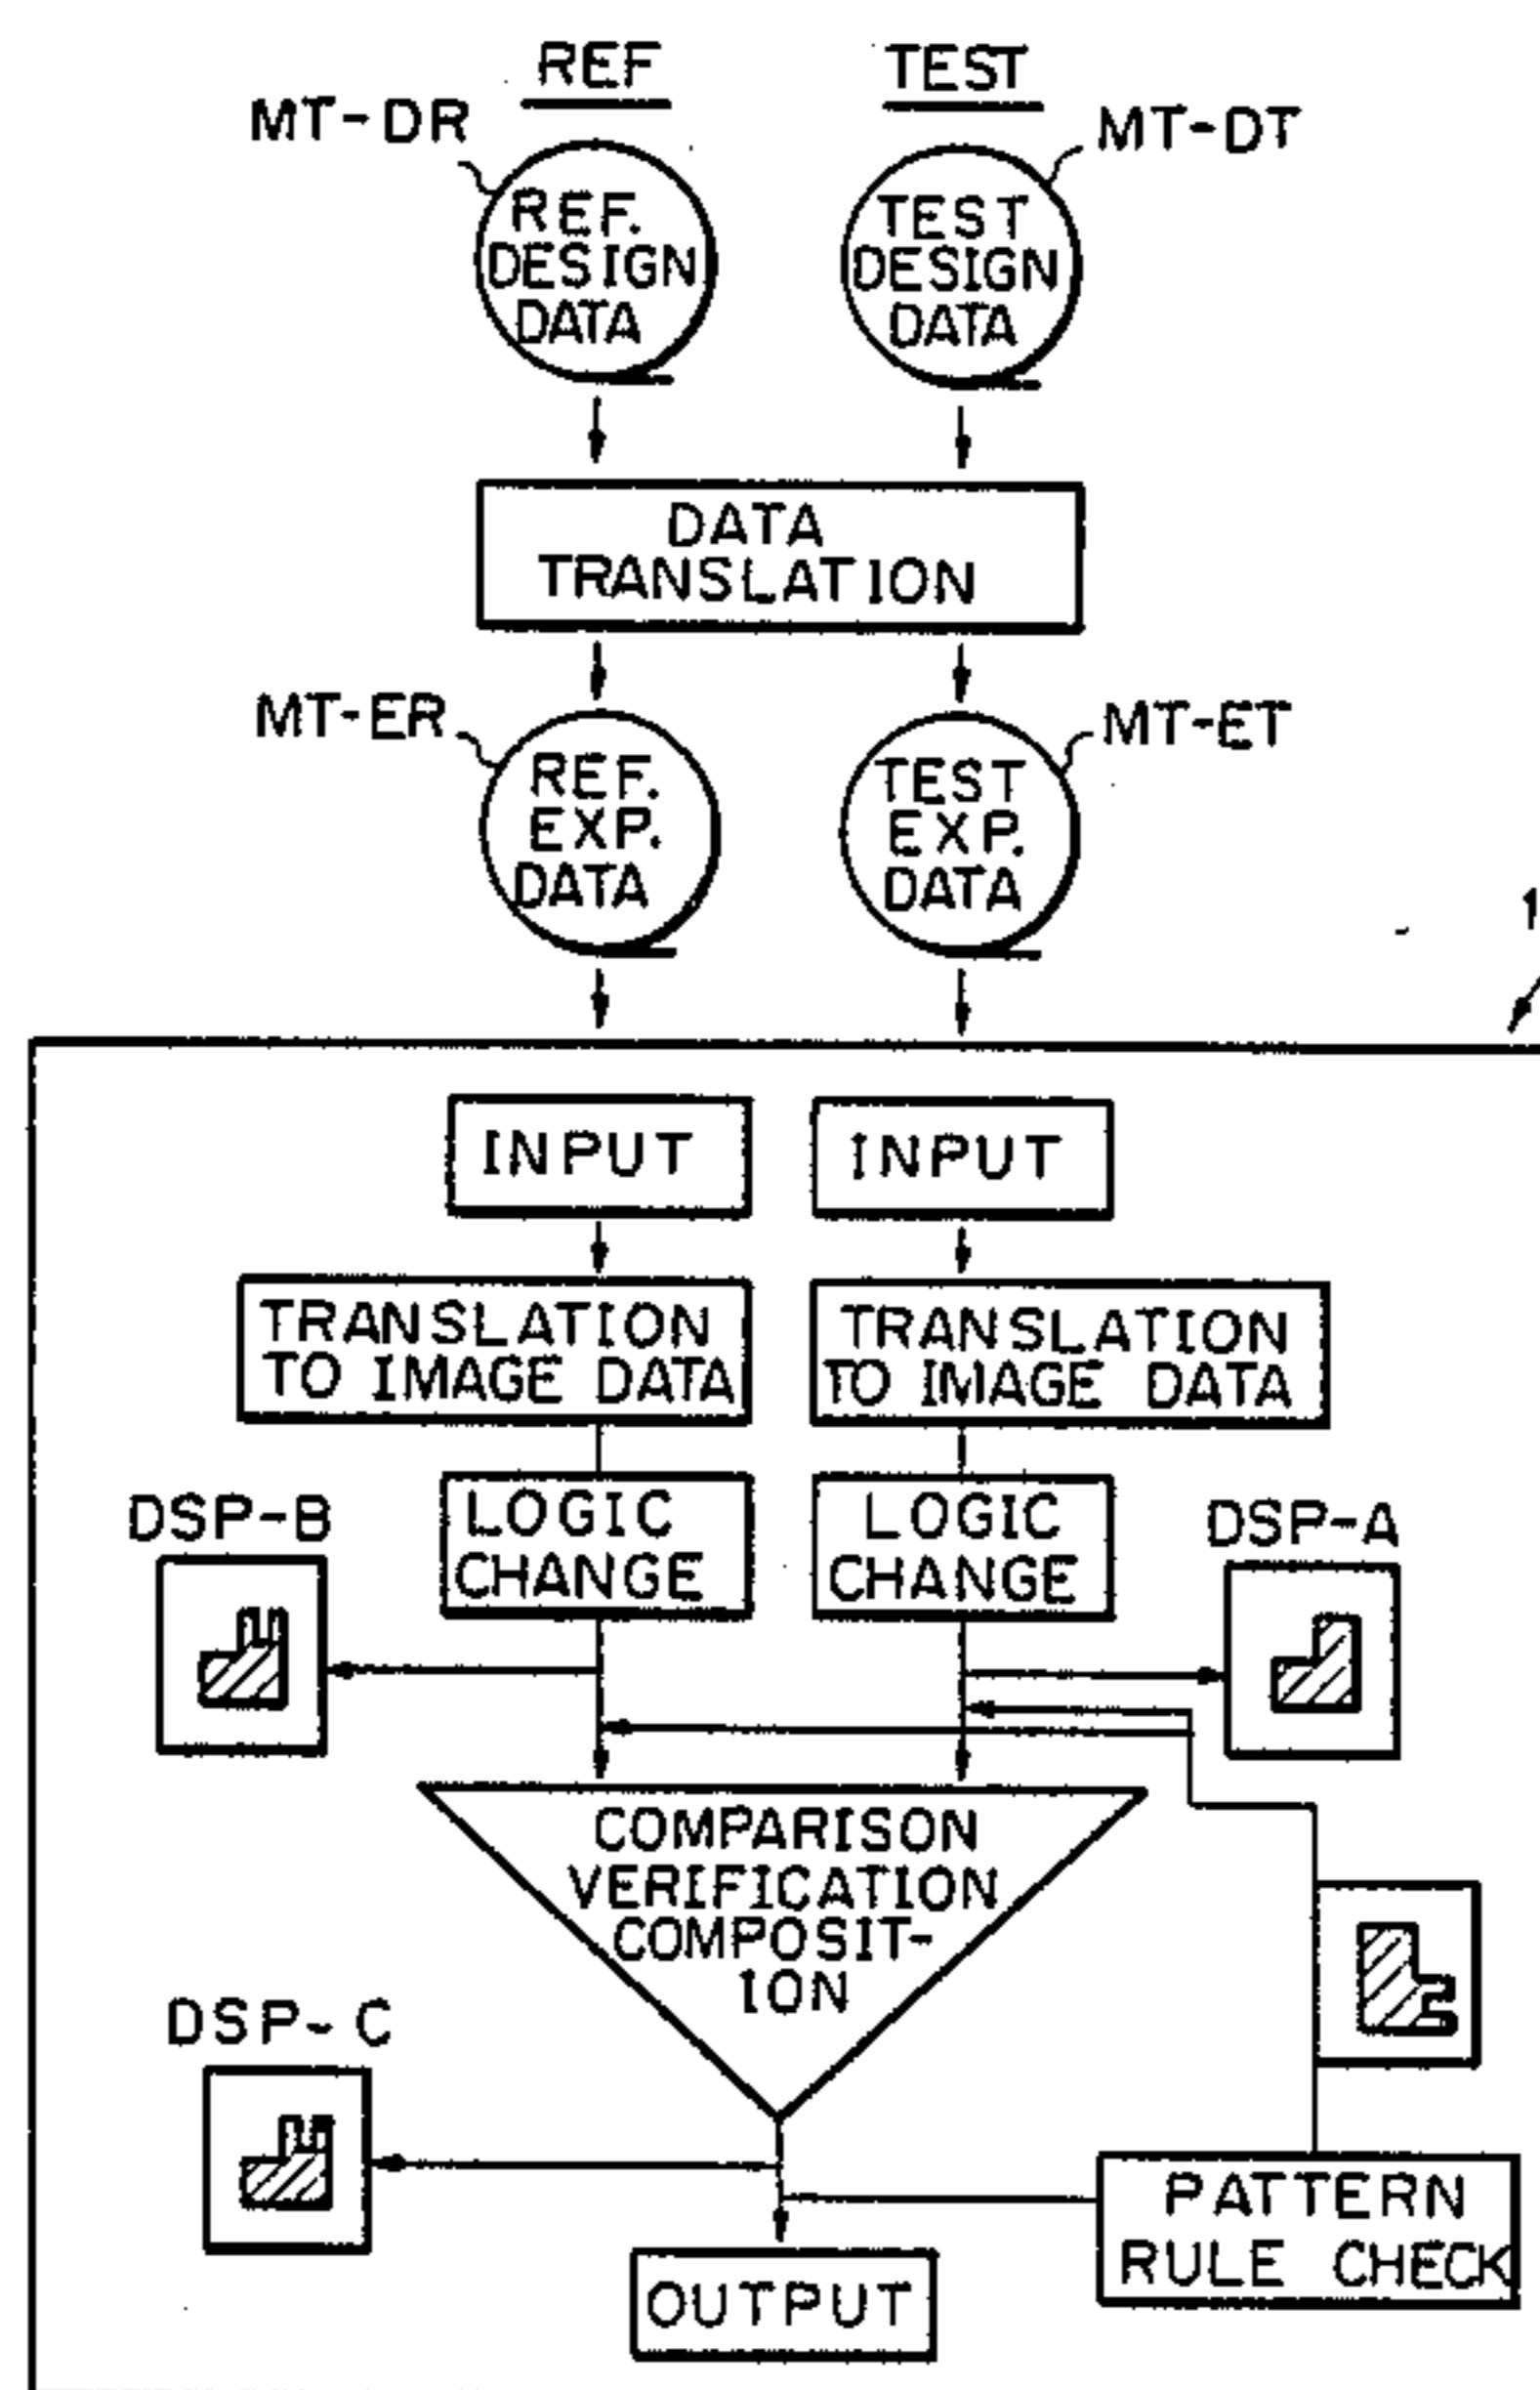 REF TEST
MT-DR MT-DT
REF. DESIGN DATA
TEST DESIGN DATA
DATA
TRANSLATION
MT-ER MT-ET
REF. EXP. DATA
TEST EXP. DATA
1
INPUT INPUT
TRANSLATION
TO IMAGE DATA
TRANSLATION
TO IMAGE DATA
DSP-B
LOGIC
CHANGE
LOGIC
CHANGE
DSP-A
COMPARISON
VERIFICATION
COMPOSIT-
ION
DSP-C
PATTERN
RULE CHECK
OUTPUT